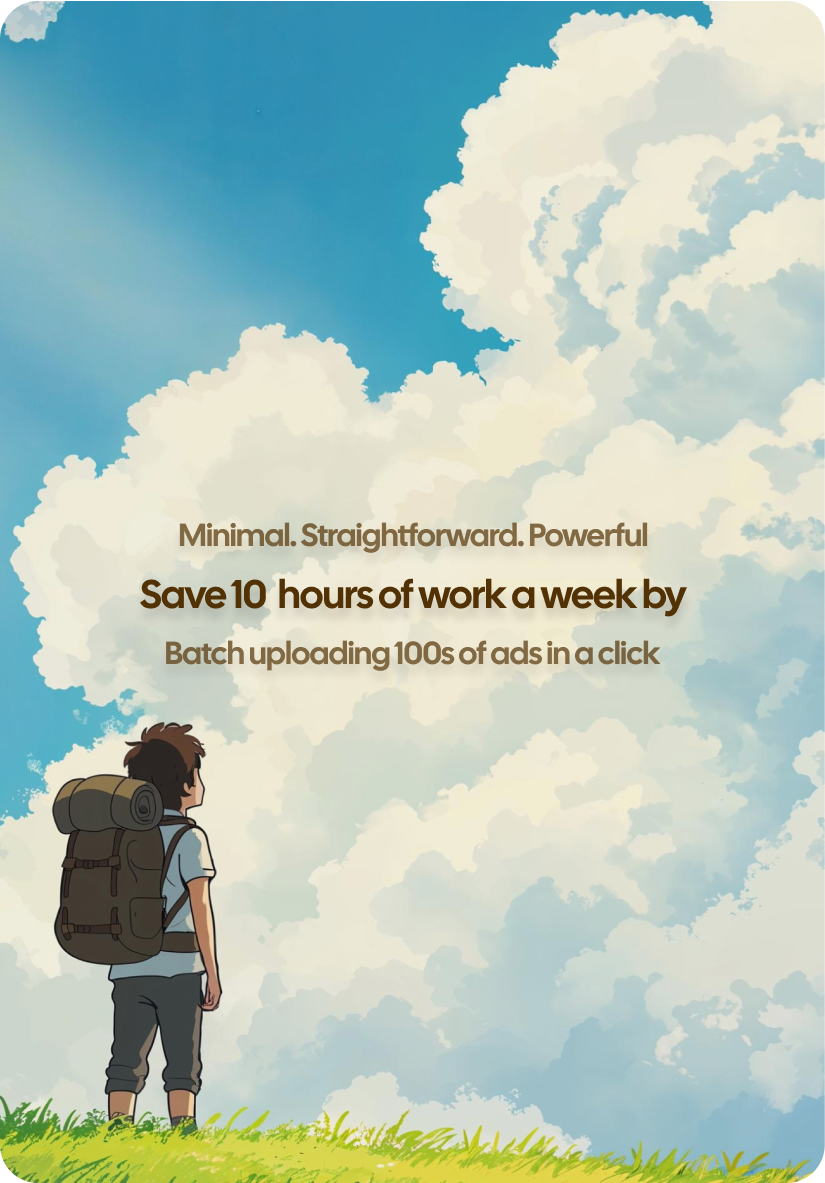 Minimal. Straightforward. Powerful
Save 10 hours of work a week by
Batch uploading 100s of ads in a click